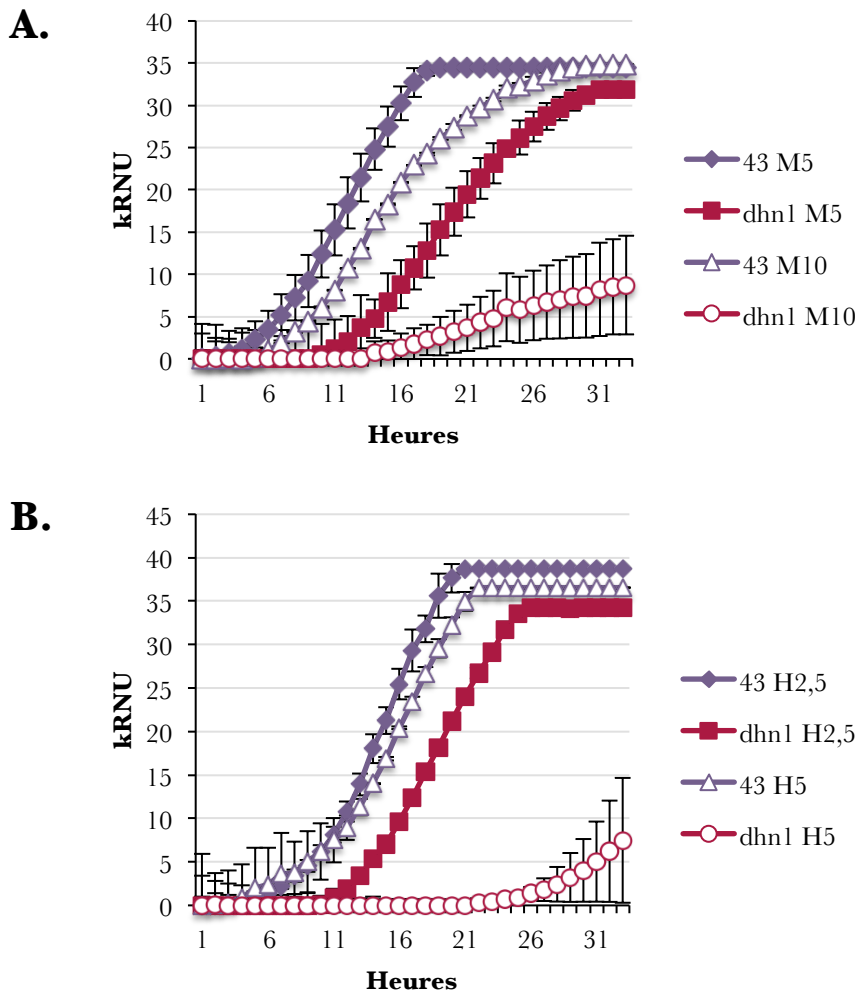 A.
40
35
30
25
20
15
10
5
0
kRNU
1 6 11 16 21 26 31
Heures
43 M5
dhn1 M5
43 M10
dhn1 M10
B.
45
40
35
30
25
20
15
10
5
0
kRNU
1 6 11 16 21 26 31
Heures
43 H2,5
dhn1 H2,5
43 H5
dhn1 H5